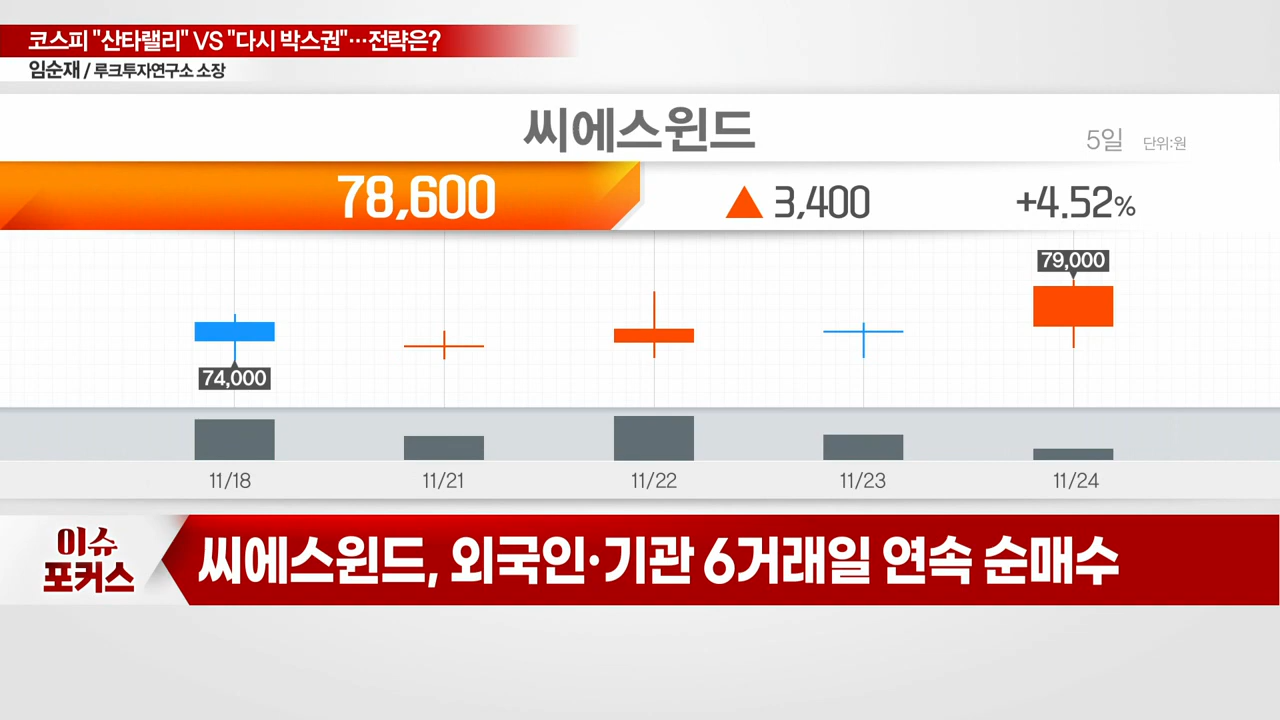 코스피 "산타랠리" VS "다시 박스권"…전략은?
임순재 / 루크투자연구소 소장
씨에스윈드
5일 단위:원
78,600 ▲ 3,400 +4.52%
79,000
74,000
11/18 11/21 11/22 11/23 11/24
이슈
포커스
씨에스윈드, 외국인·기관 6거래일 연속 순매수